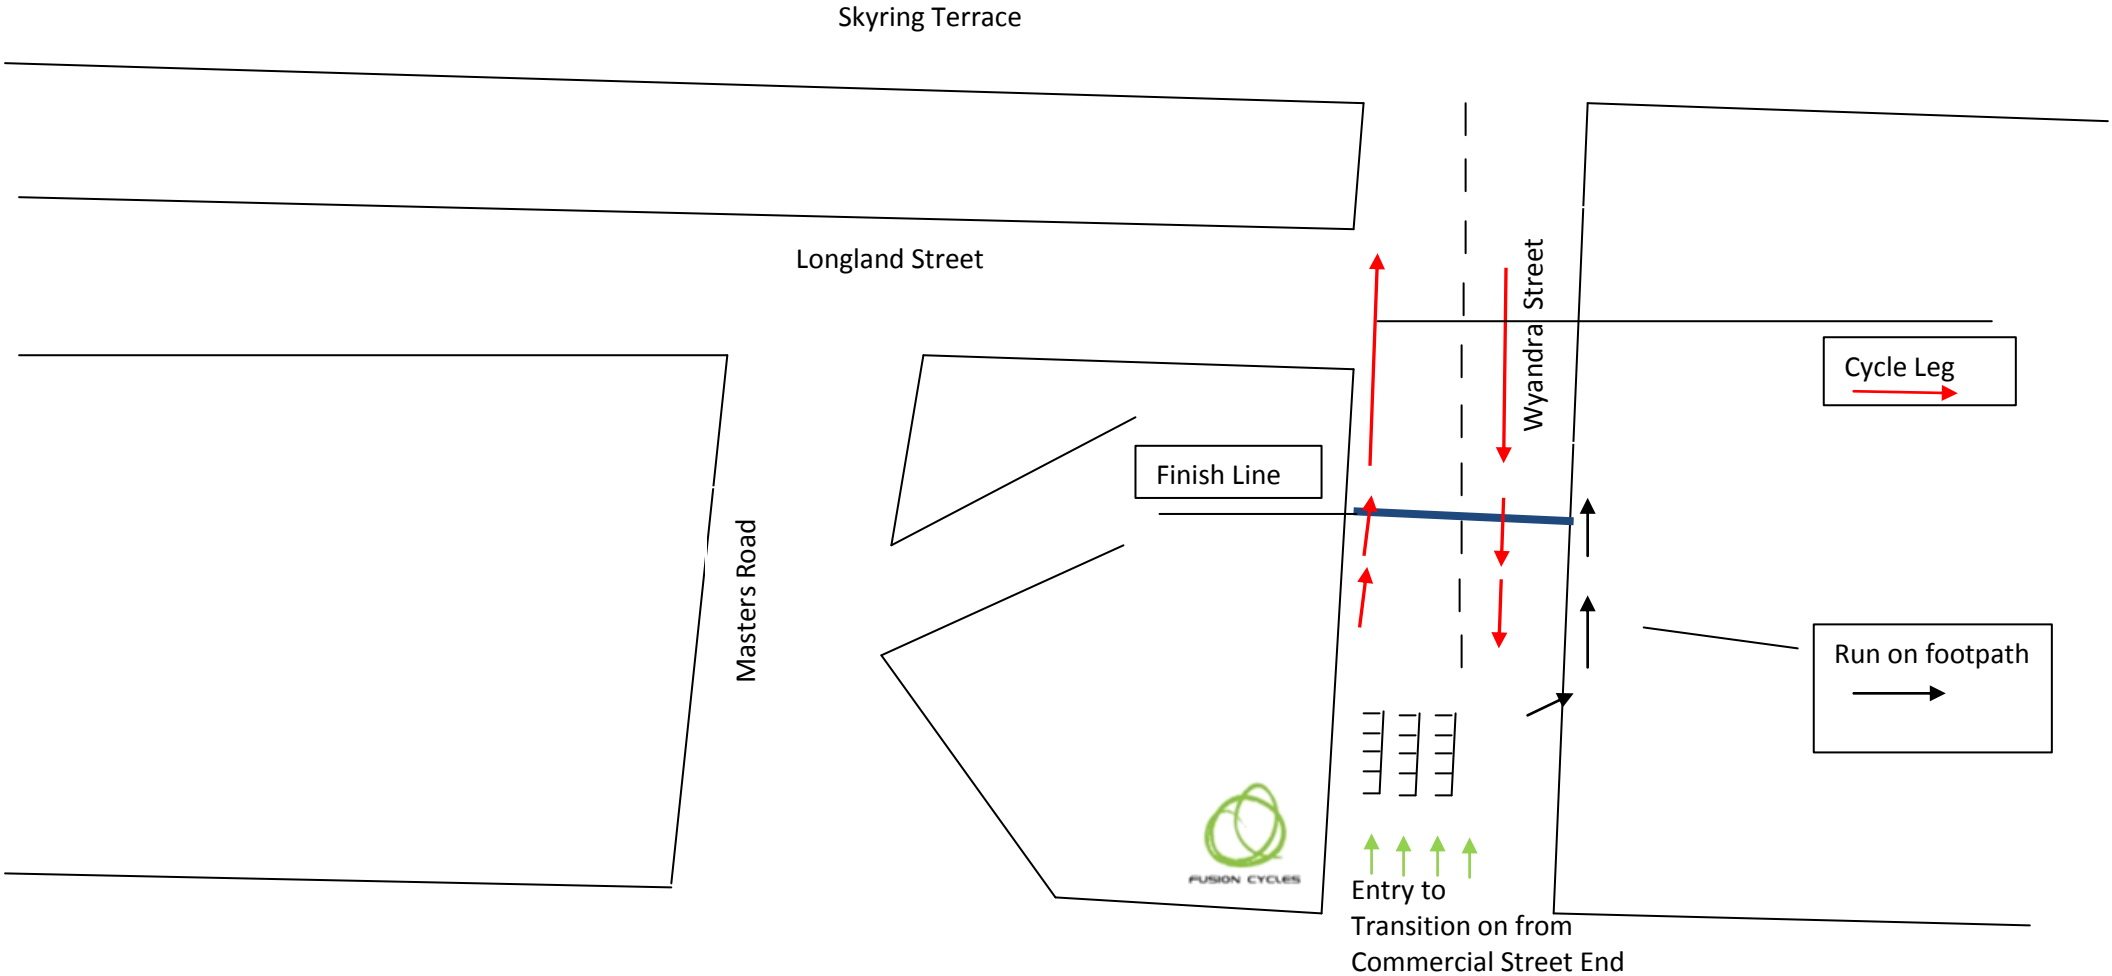 Skyring Terrace
Longland Street
Wyandra Street
Cycle Leg
Finish Line
Masters Road
Run on footpath
FUSION CYCLES
Entry to
Transition on from
Commercial Street End